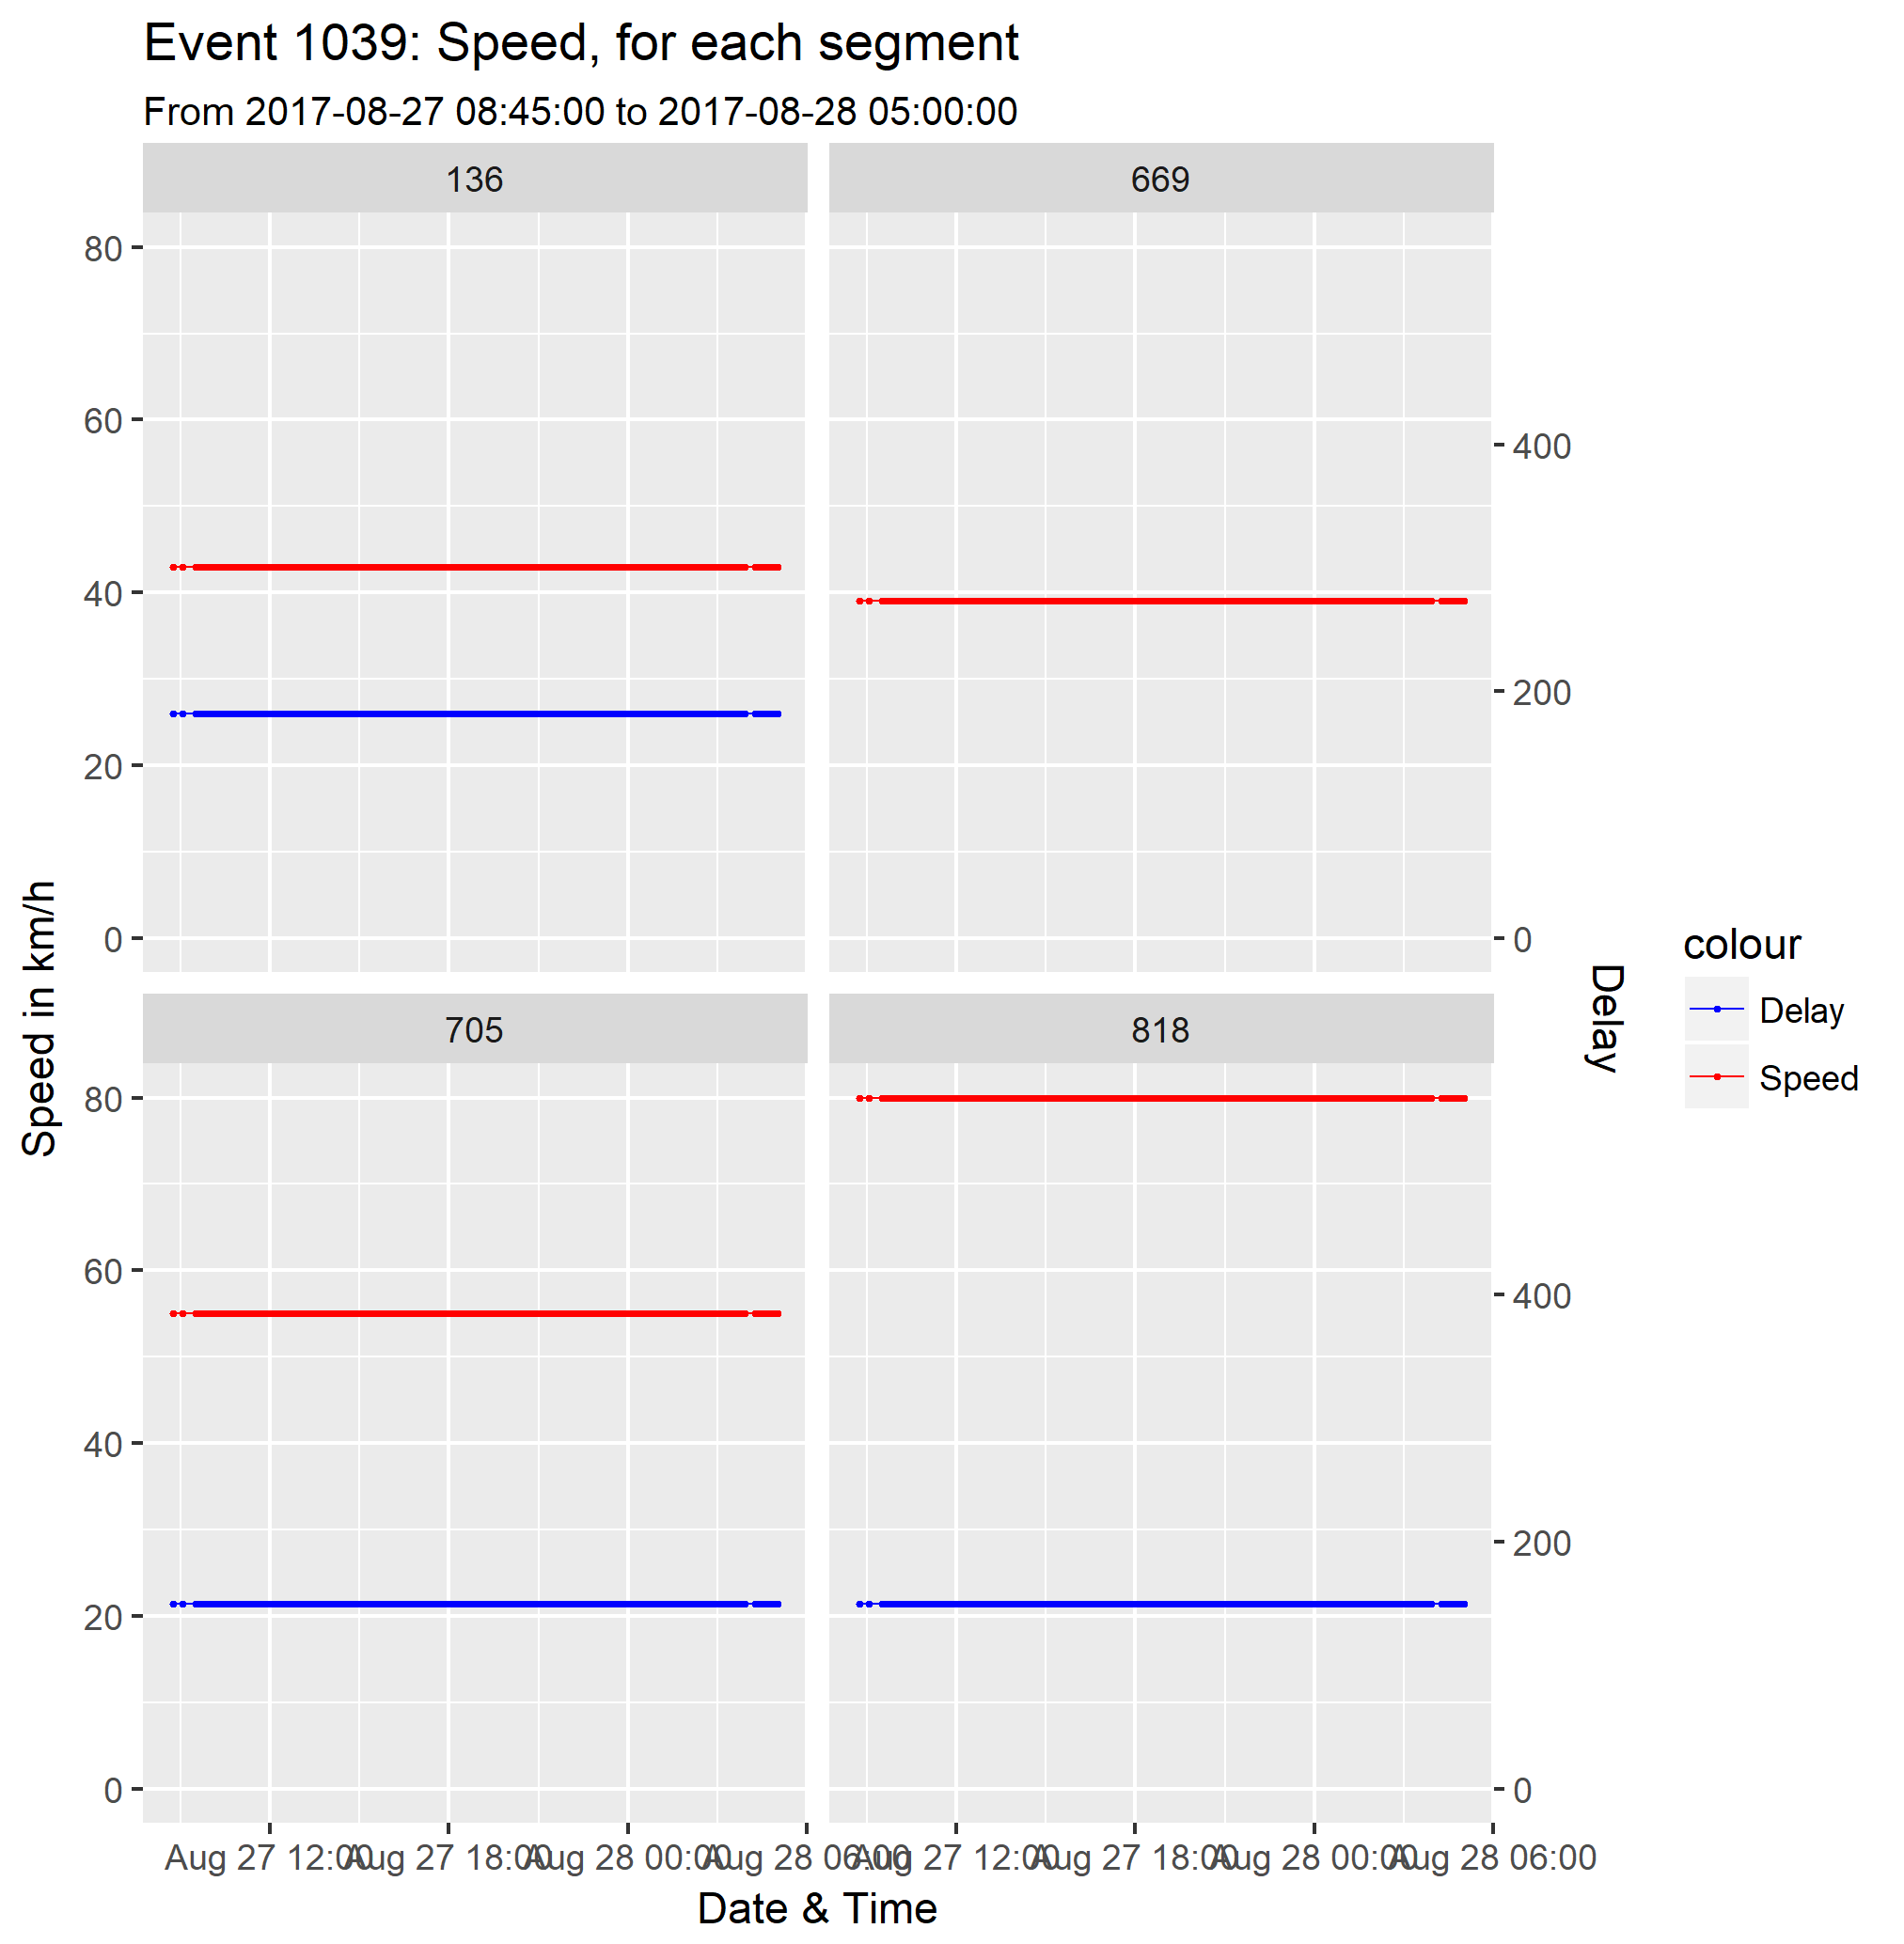 Event 1039: Speed, for each segment
From 2017-08-27 08:45:00 to 2017-08-28 05:00:00
136
669
80
60
40
20
0
400
200
0
Speed in km/h
Delay
colour
Delay
Speed
705
818
80
60
40
20
0
400
200
0
Aug 27 12:00 Aug 27 18:00 Aug 28 00:00 Aug 28 06:00 Aug 27 12:00 Aug 27 18:00 Aug 28 00:00 Aug 28 06:00
Date & Time